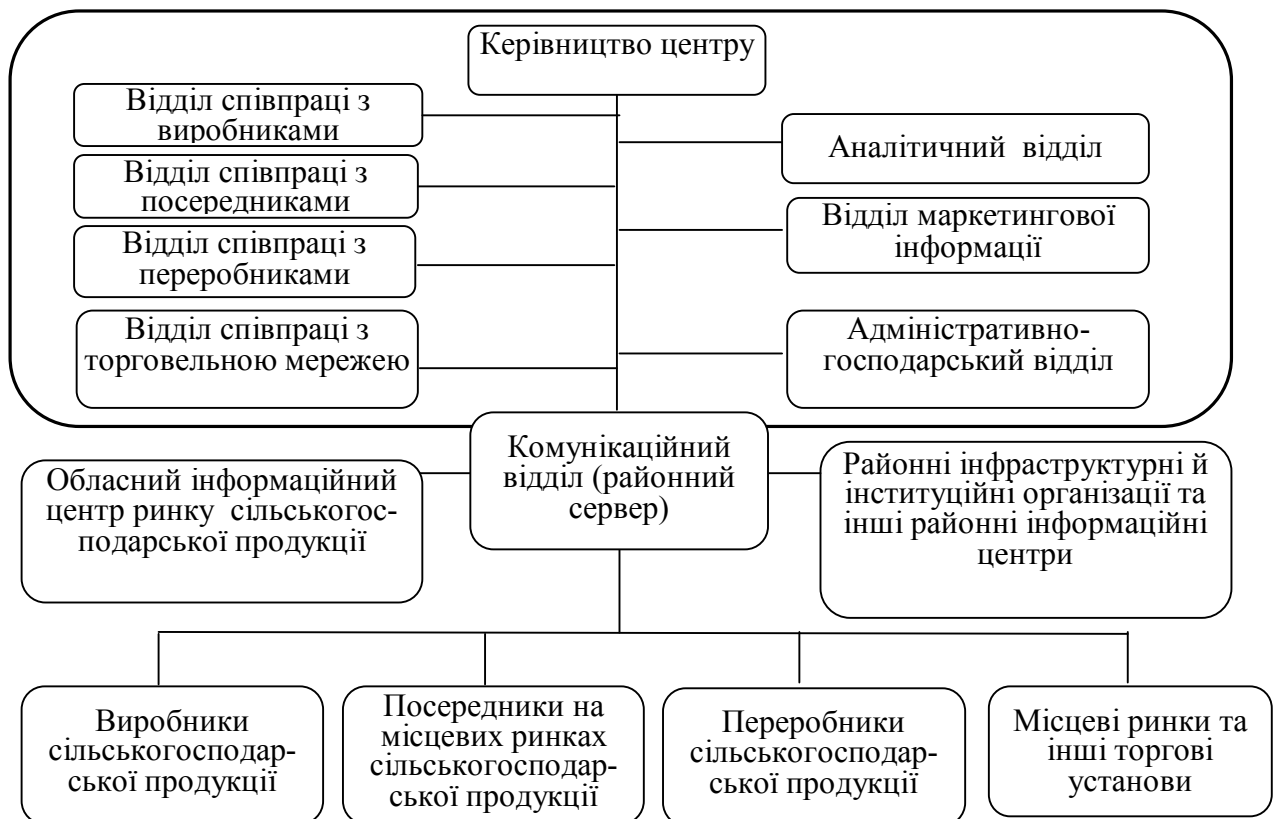 Керівництво центру
Відділ співпраці з
виробниками
Аналітичний відділ
Відділ співпраці з
посередниками
Відділ маркетингової
інформації
Відділ співпраці з
переробниками
Відділ співпраці з
торговельною мережею
Адміністративно-
господарський відділ
Комунікаційний
відділ (районний
сервер)
Обласний інформаційний
центр ринку сільськогос-
подарської продукції
Районні інфраструктурні й
інституційні організації та
інші районні інформаційні
центри
Виробники
сільськогосподар-
ської продукції
Посередники на
місцевих ринках
сільськогосподар-
ської продукції
Переробники
сільськогосподар-
ської продукції
Місцеві ринки та
інші торгові
установи